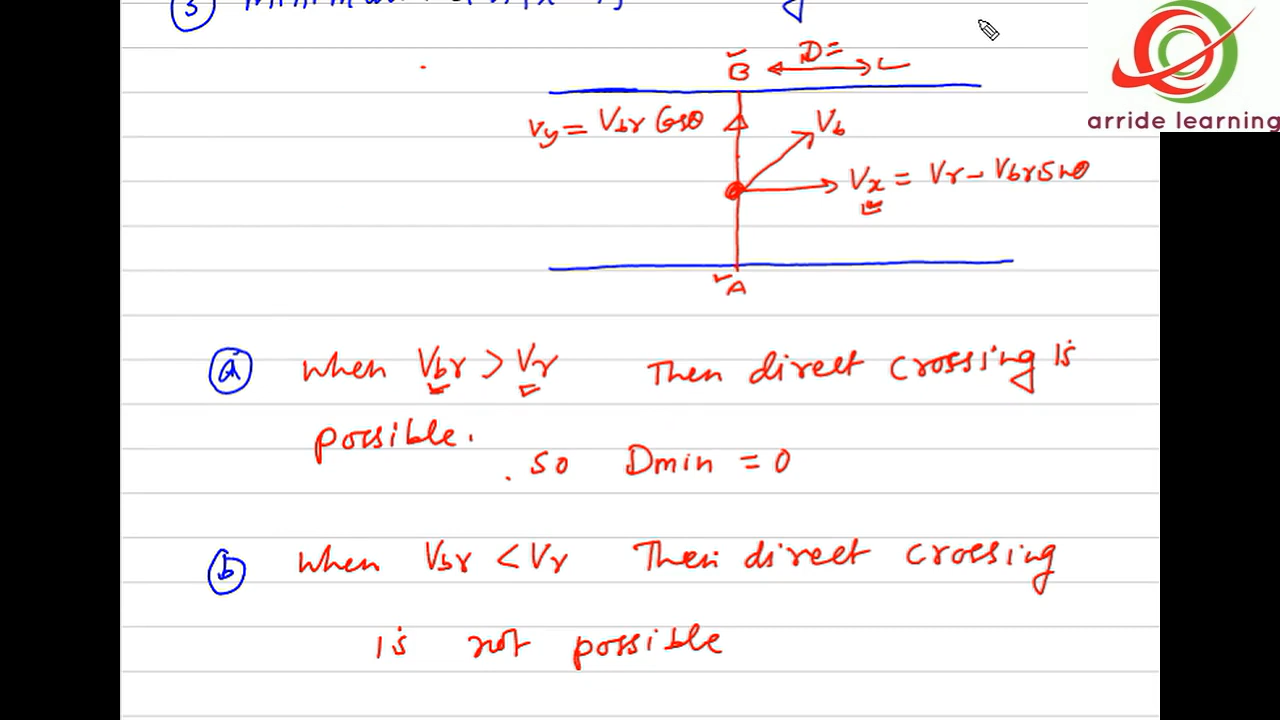 3
B D= C
Vy = Vbr Cosθ Vb
Vx = Vr - Vbr Sinθ
A
arride learning
a when Vbr > Vr Then direct crossing is
possible.
so Dmin = 0
b when Vbr < Vr Then direct crossing
is not possible